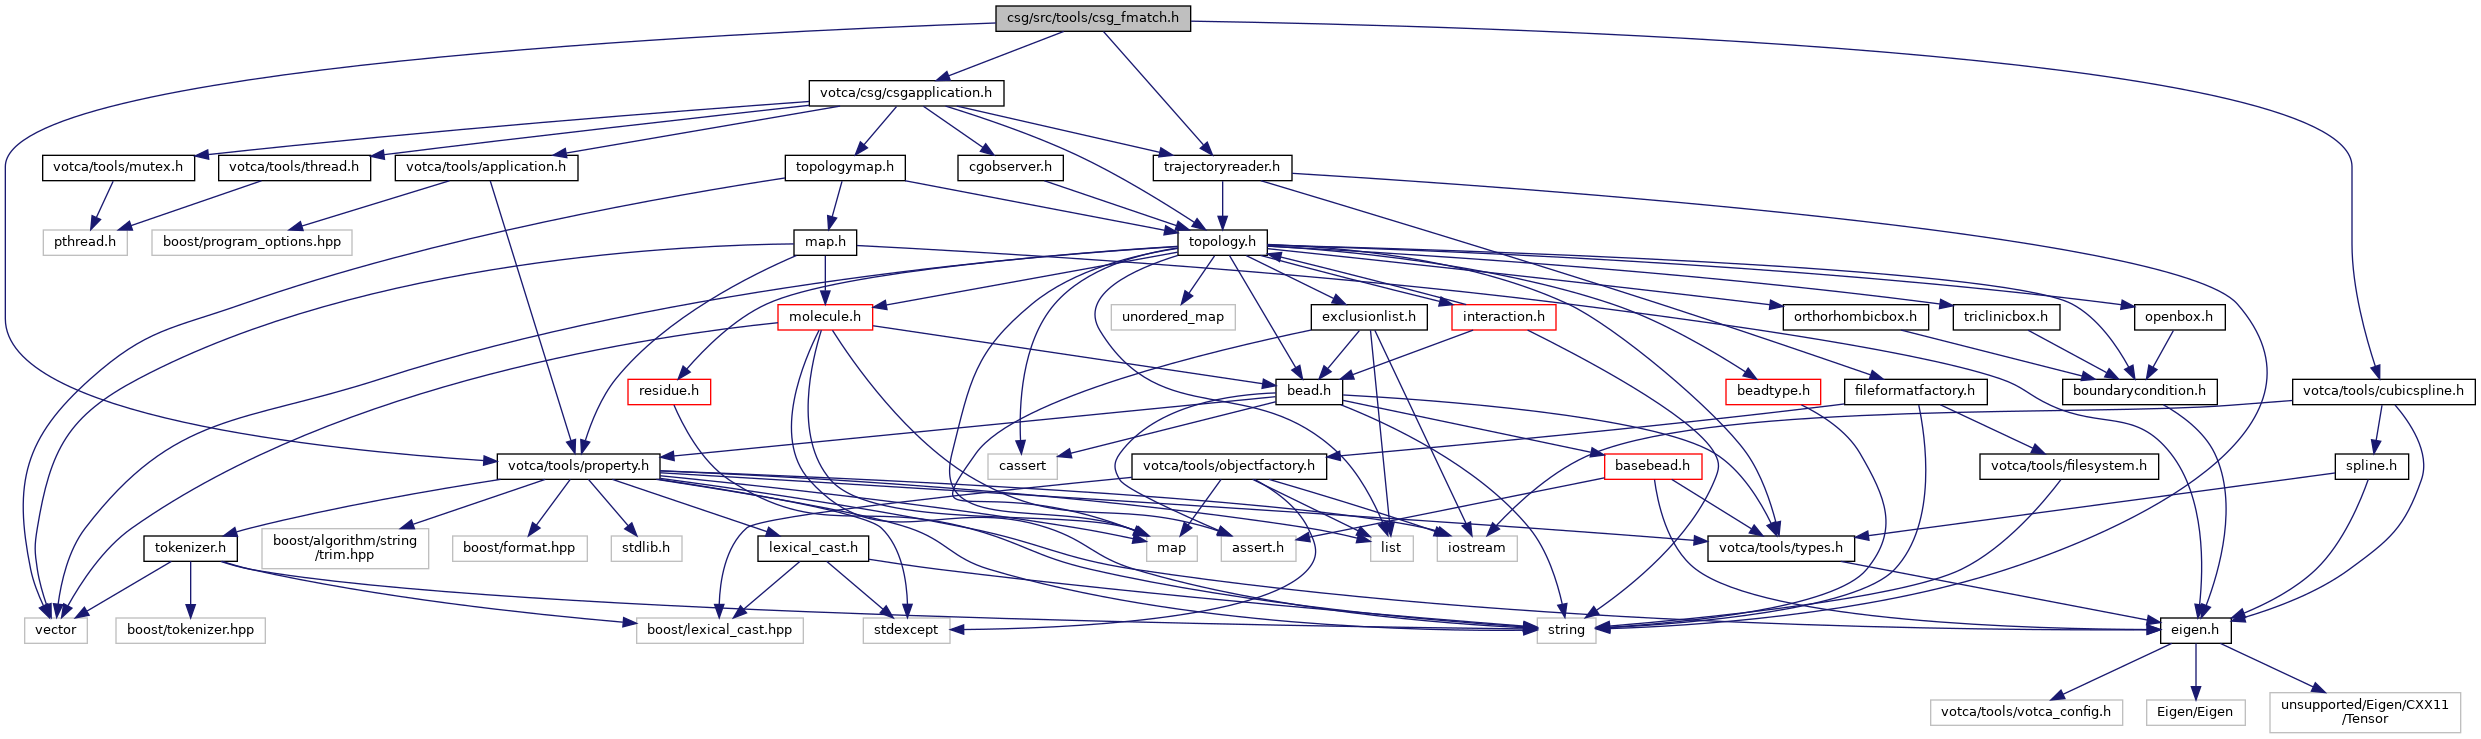 csg/src/tools/csg_fmatch.h
votca/csg/csgapplication.h
votca/tools/mutex.h
votca/tools/thread.h
votca/tools/application.h
topologymap.h
cgobserver.h
trajectoryreader.h
pthread.h
boost/program_options.hpp
map.h
topology.h
molecule.h
unordered_map
exclusionlist.h
interaction.h
orthorhombicbox.h
triclinicbox.h
openbox.h
residue.h
bead.h
beadtype.h
fileformatfactory.h
boundarycondition.h
votca/tools/cubicspline.h
votca/tools/property.h
cassert
votca/tools/objectfactory.h
basebead.h
votca/tools/filesystem.h
spline.h
tokenizer.h
boost/algorithm/string
/trim.hpp
boost/format.hpp
stdlib.h
lexical_cast.h
map
assert.h
list
iostream
votca/tools/types.h
vector
boost/tokenizer.hpp
boost/lexical_cast.hpp
stdexcept
string
eigen.h
votca/tools/votca_config.h
Eigen/Eigen
unsupported/Eigen/CXX11
/Tensor